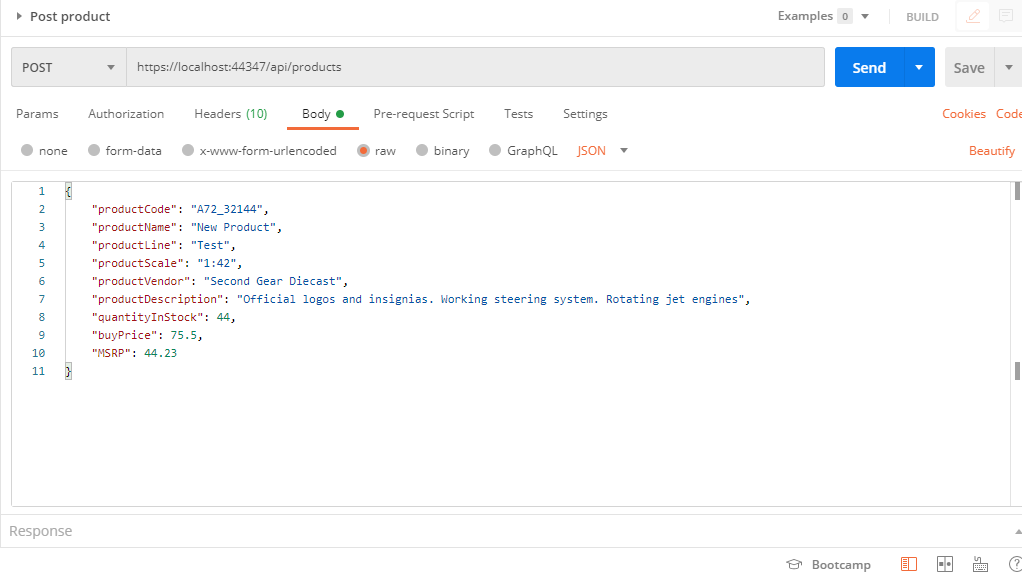 Post product Examples 0 BUILD
POST https://localhost:44347/api/products Send Save
Params Authorization Headers (10) Body Pre-request Script Tests Settings Cookies Code
none form-data x-www-form-urlencoded raw binary GraphQL JSON Beautify
1 {
2 "productCode": "A72_32144",
3 "productName": "New Product",
4 "productLine": "Test",
5 "productScale": "1:42",
6 "productVendor": "Second Gear Diecast",
7 "productDescription": "Official logos and insignias. Working steering system. Rotating jet engines",
8 "quantityInStock": 44,
9 "buyPrice": 75.5,
10 "MSRP": 44.23
11 }
Response
Bootcamp ?